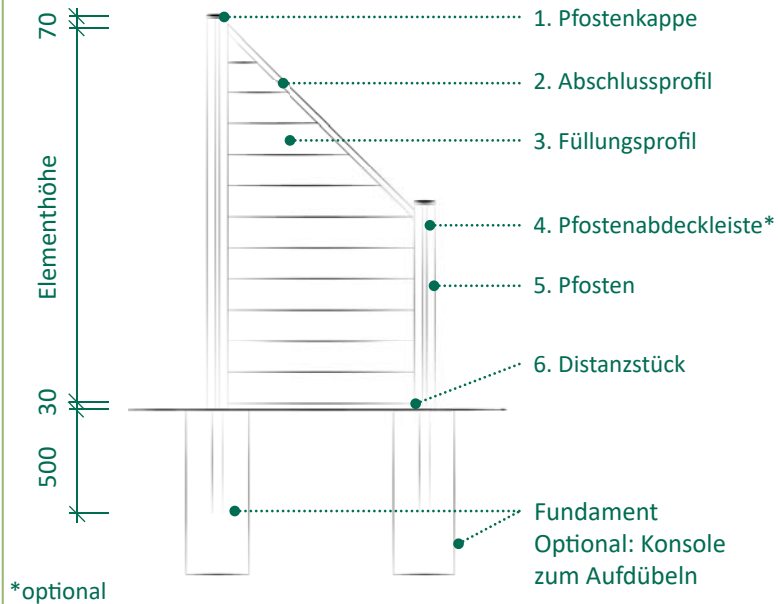 70
Elementhöhe
30
500
1. Pfostenkappe
2. Abschlussprofil
3. Füllungsprofil
4. Pfostenabdeckleiste*
5. Pfosten
6. Distanzstück
Fundament
Optional: Konsole
zum Aufdübeln
*optional